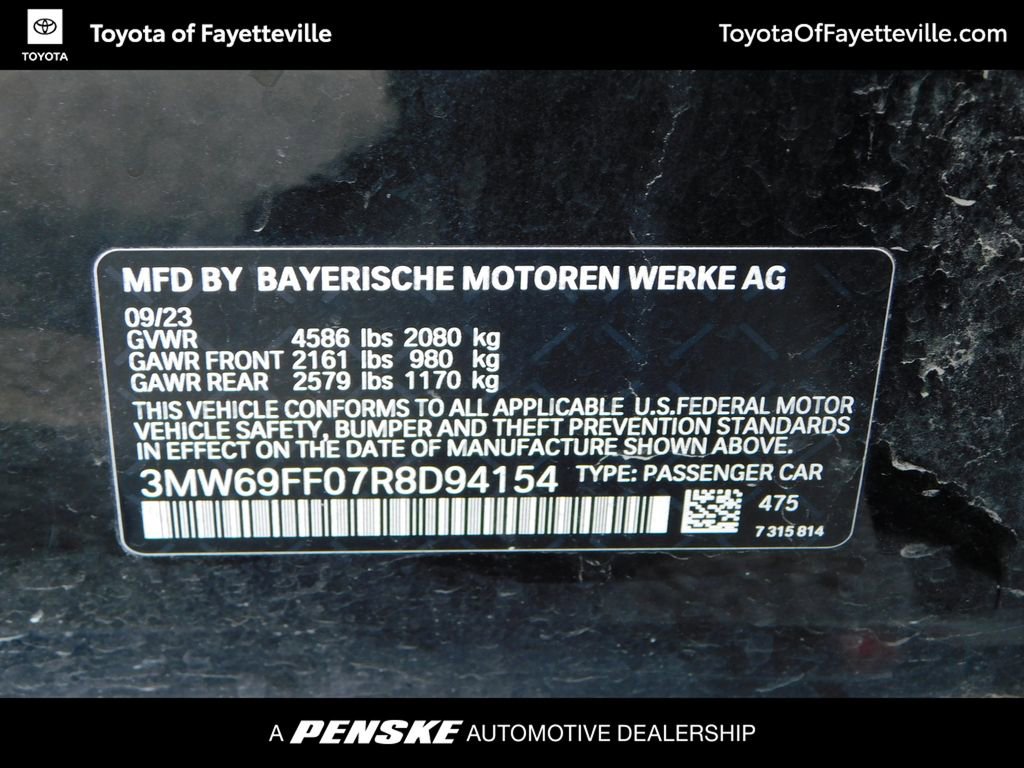 TOYOTA
Toyota of Fayetteville
ToyotaOfFayetteville.com
MFD BY BAYERISCHE MOTOREN WERKE AG
09/23
GVWR 4586 lbs 2080 kg
GAWR FRONT 2161 lbs 980 kg
GAWR REAR 2579 lbs 1170 kg
THIS VEHICLE CONFORMS TO ALL APPLICABLE U.S.FEDERAL MOTOR
VEHICLE SAFETY, BUMPER AND THEFT PREVENTION STANDARDS
IN EFFECT ON THE DATE OF MANUFACTURE SHOWN ABOVE.
3MW69FF07R8D94154 TYPE: PASSENGER CAR
475
7 315 814
A PENSKE AUTOMOTIVE DEALERSHIP